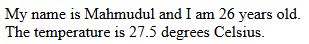 My name is Mahmudul and I am 26 years old.
The temperature is 27.5 degrees Celsius.